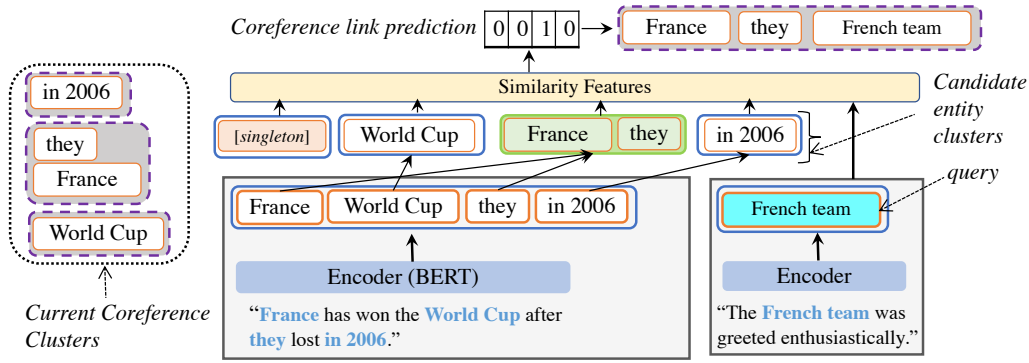 Coreference link prediction
0 0 1 0
France they French team
in 2006
they
France
World Cup
Current Coreference
Clusters
Similarity Features
Candidate
entity
clusters
[singleton]
World Cup
France they
in 2006
query
France World Cup they in 2006
Encoder (BERT)
“France has won the World Cup after
they lost in 2006.”
French team
Encoder
“The French team was
greeted enthusiastically.”